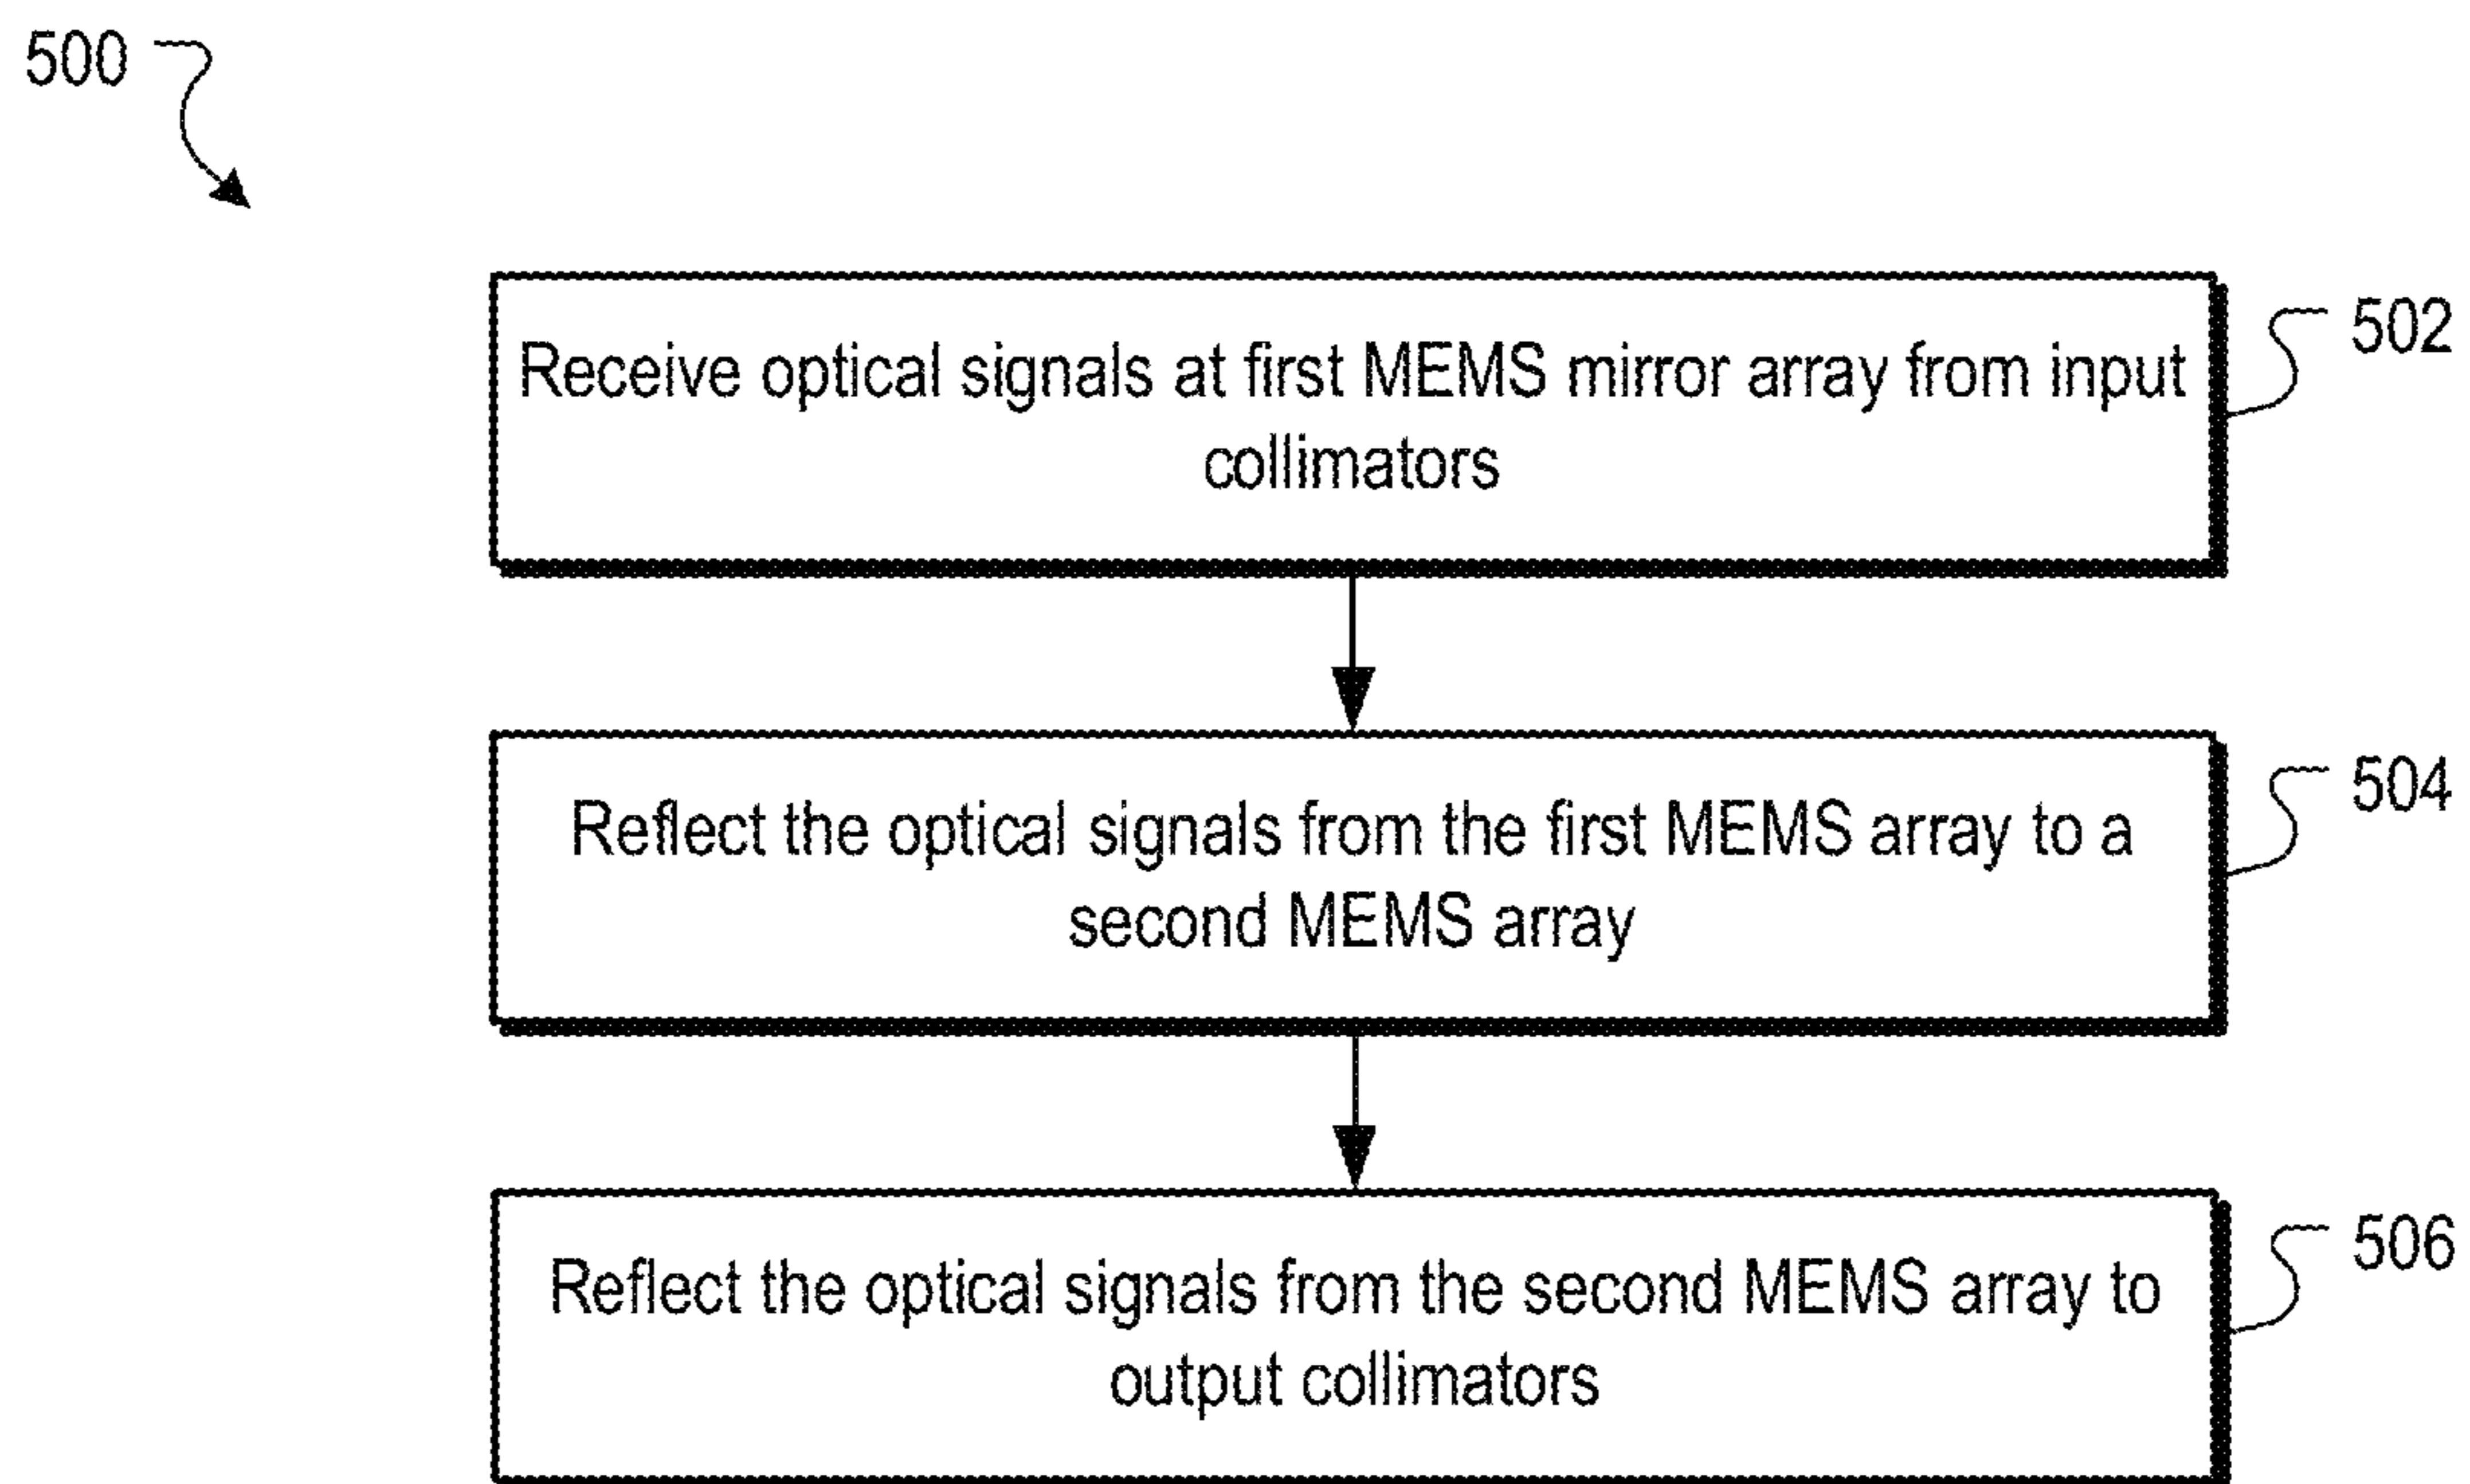 500
Receive optical signals at first MEMS mirror array from input
collimators
502
Reflect the optical signals from the first MEMS array to a
second MEMS array
504
Reflect the optical signals from the second MEMS array to
output collimators
506